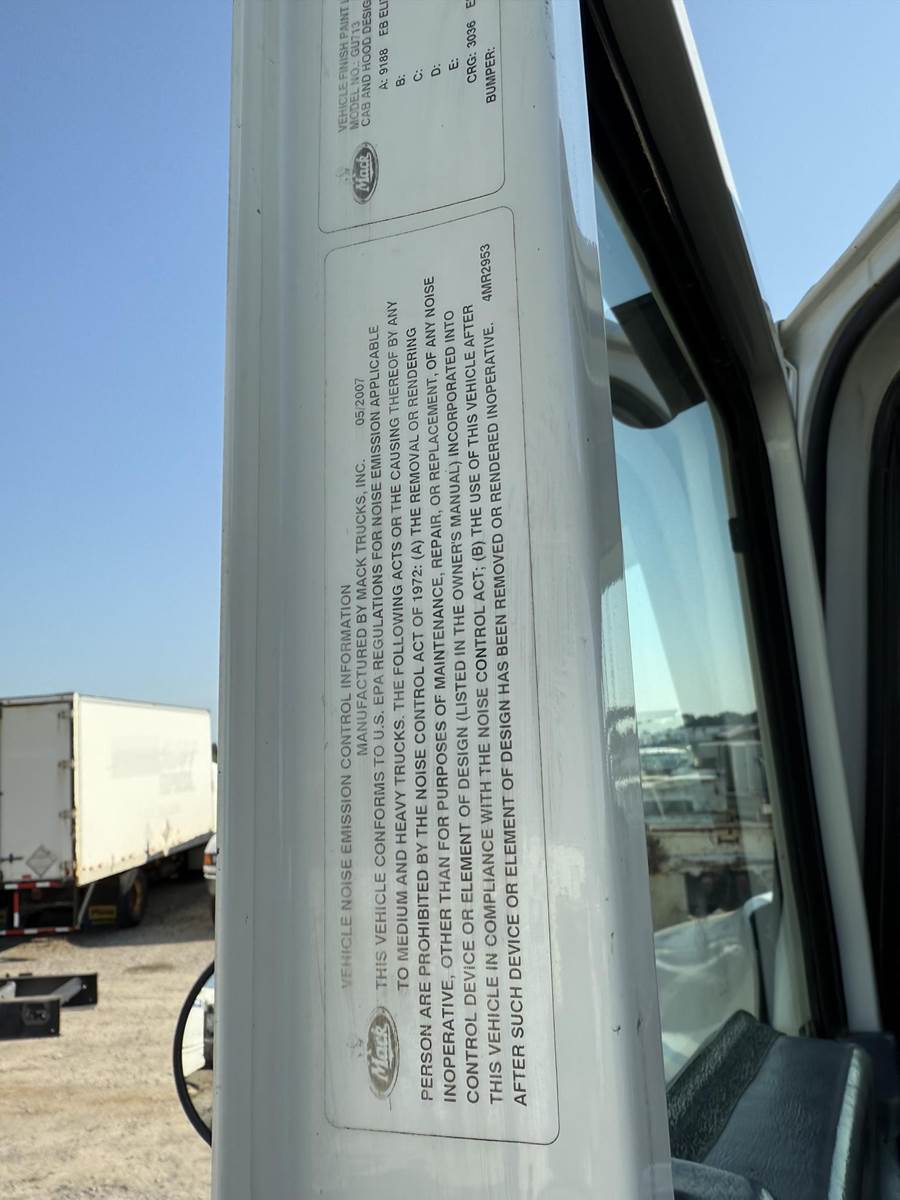 VEHICLE FINISH PAINT
MODEL NO.: GU713
CAB AND HOOD DESIG
A: 9188 EB ELI
B:
C:
D:
E:
CRG: 3036
BUMPER:
Mack
VEHICLE NOISE EMISSION CONTROL INFORMATION
MANUFACTURED BY MACK TRUCKS, INC. 05/2007
THIS VEHICLE CONFORMS TO U.S. EPA REGULATIONS FOR NOISE EMISSION APPLICABLE
TO MEDIUM AND HEAVY TRUCKS. THE FOLLOWING ACTS OR THE CAUSING THEREOF BY ANY
PERSON ARE PROHIBITED BY THE NOISE CONTROL ACT OF 1972: (A) THE REMOVAL OR RENDERING
INOPERATIVE, OTHER THAN FOR PURPOSES OF MAINTENANCE, REPAIR, OR REPLACEMENT, OF ANY NOISE
CONTROL DEVICE OR ELEMENT OF DESIGN (LISTED IN THE OWNER'S MANUAL) INCORPORATED INTO
THIS VEHICLE IN COMPLIANCE WITH THE NOISE CONTROL ACT; (B) THE USE OF THIS VEHICLE AFTER
AFTER SUCH DEVICE OR ELEMENT OF DESIGN HAS BEEN REMOVED OR RENDERED INOPERATIVE. 4MR2953
Mack